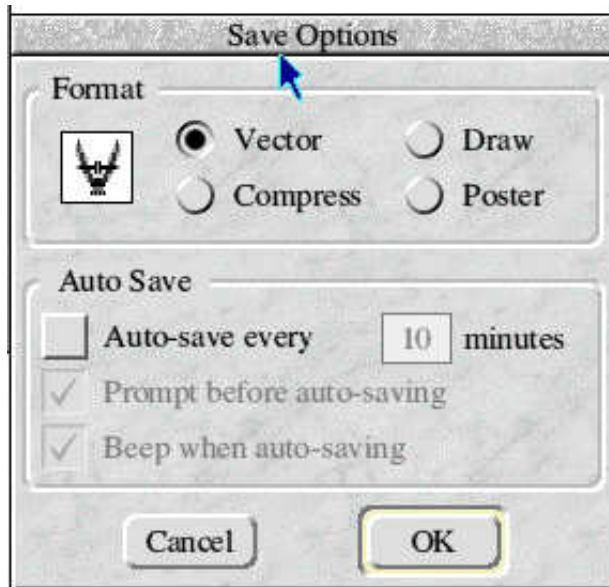 Save Options
Format
Vector Draw
Compress Poster
Auto Save
Auto-save every 10 minutes
Prompt before auto-saving
Beep when auto-saving
Cancel OK